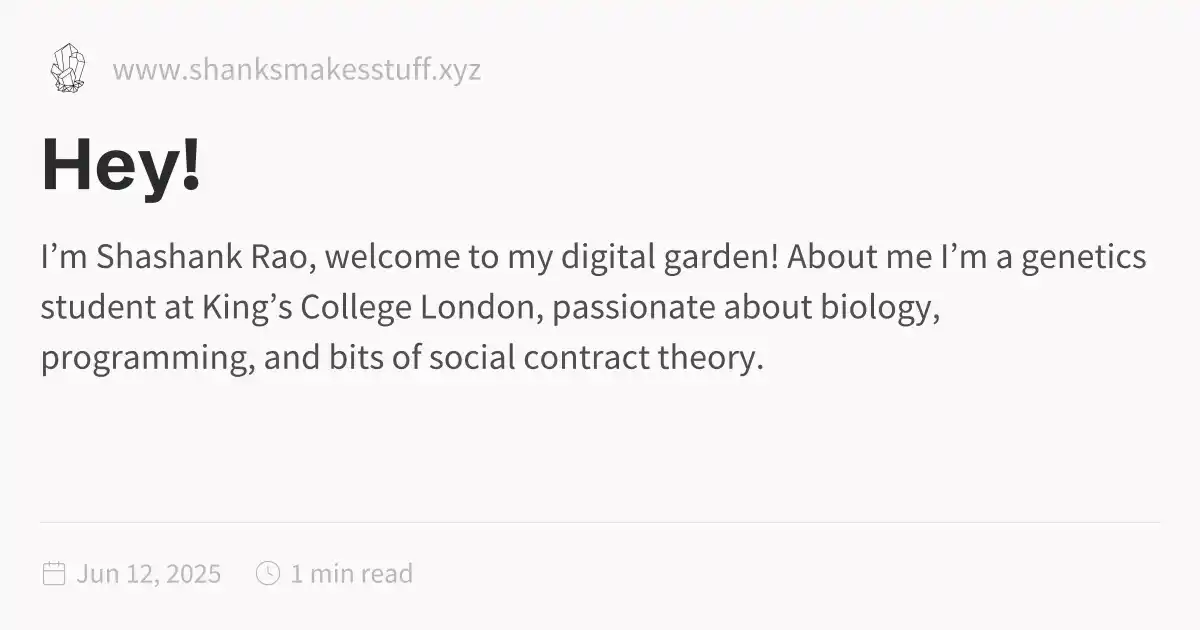 www.shanksmakesstuff.xyz
Hey!
I’m Shashank Rao, welcome to my digital garden! About me I’m a genetics
student at King’s College London, passionate about biology,
programming, and bits of social contract theory.
Jun 12, 2025 1 min read